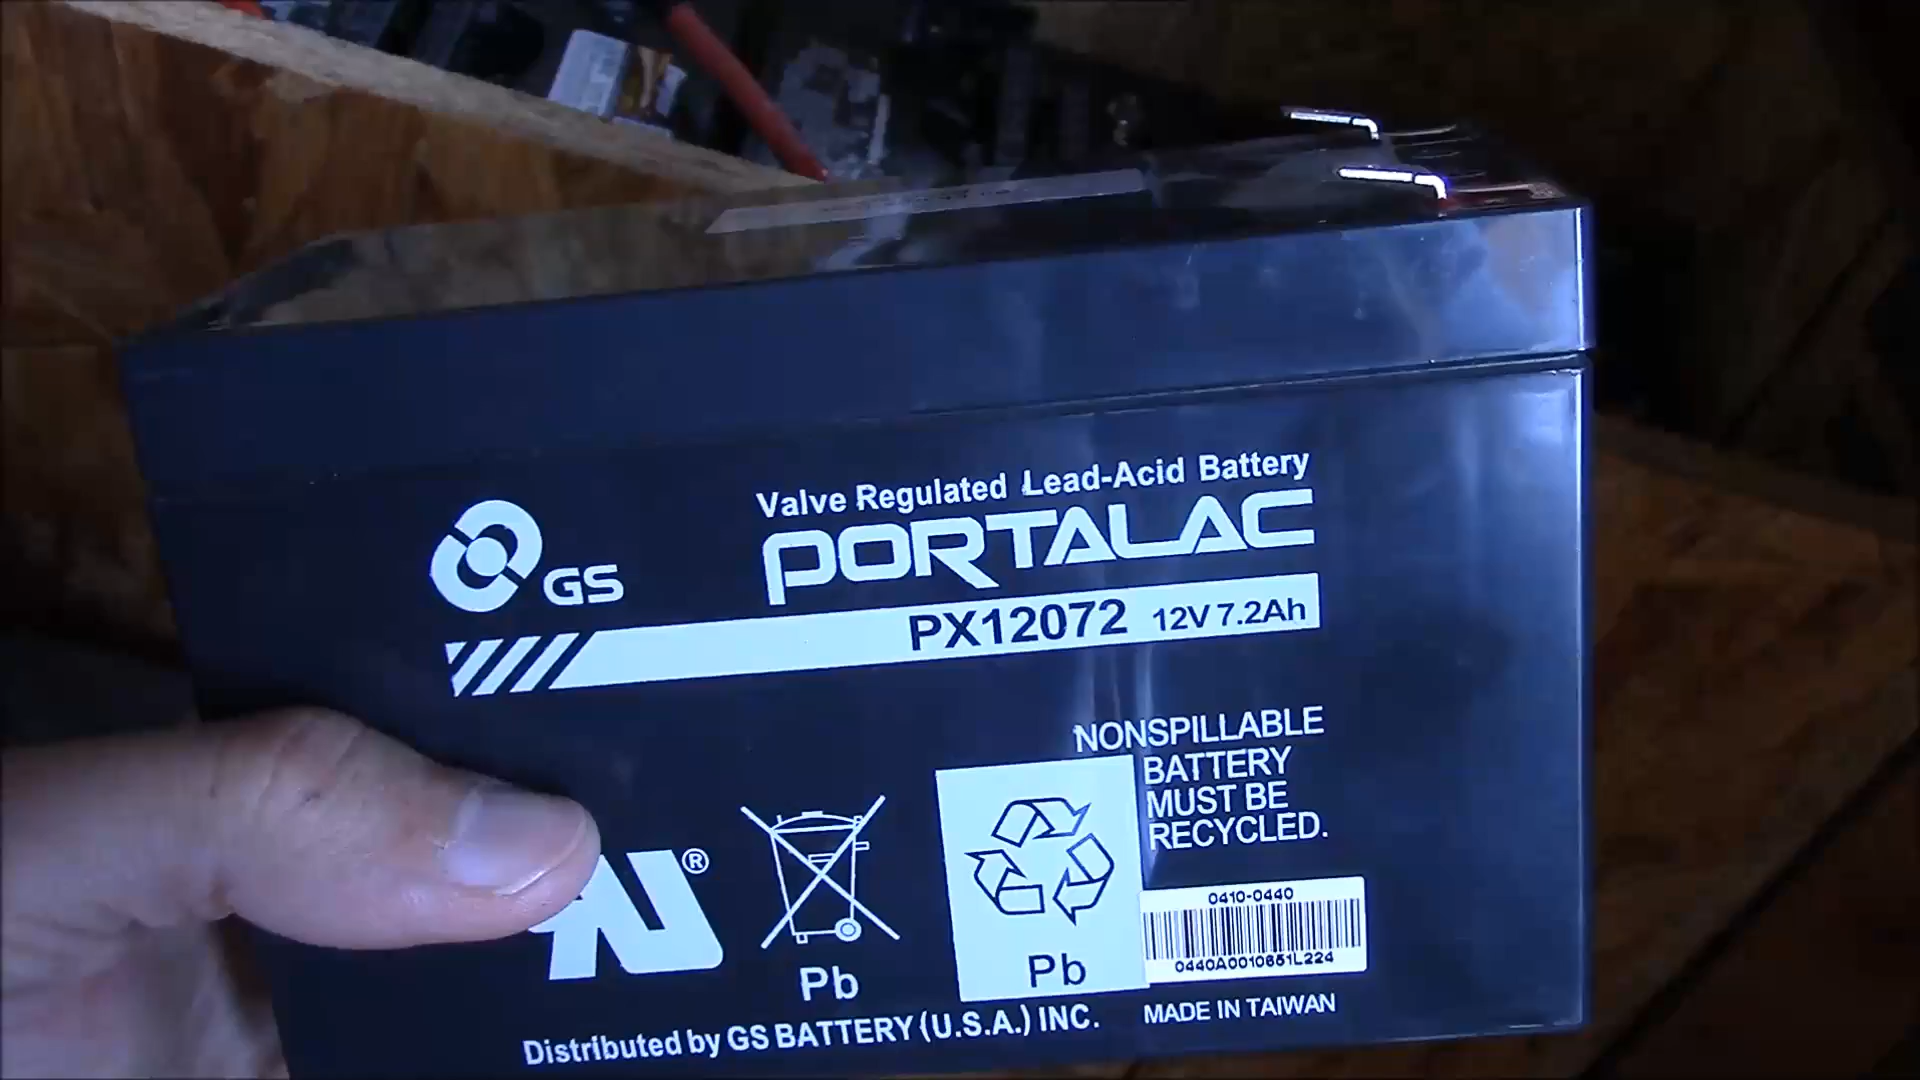 Valve Regulated Lead-Acid Battery
GS
PORTALAC
PX12072 12V 7.2Ah
NONSPILLABLE
BATTERY
MUST BE
RECYCLED.
®
Pb
Pb
0410-0440
0440A0010651L224
MADE IN TAIWAN
Distributed by GS BATTERY (U.S.A.) INC.